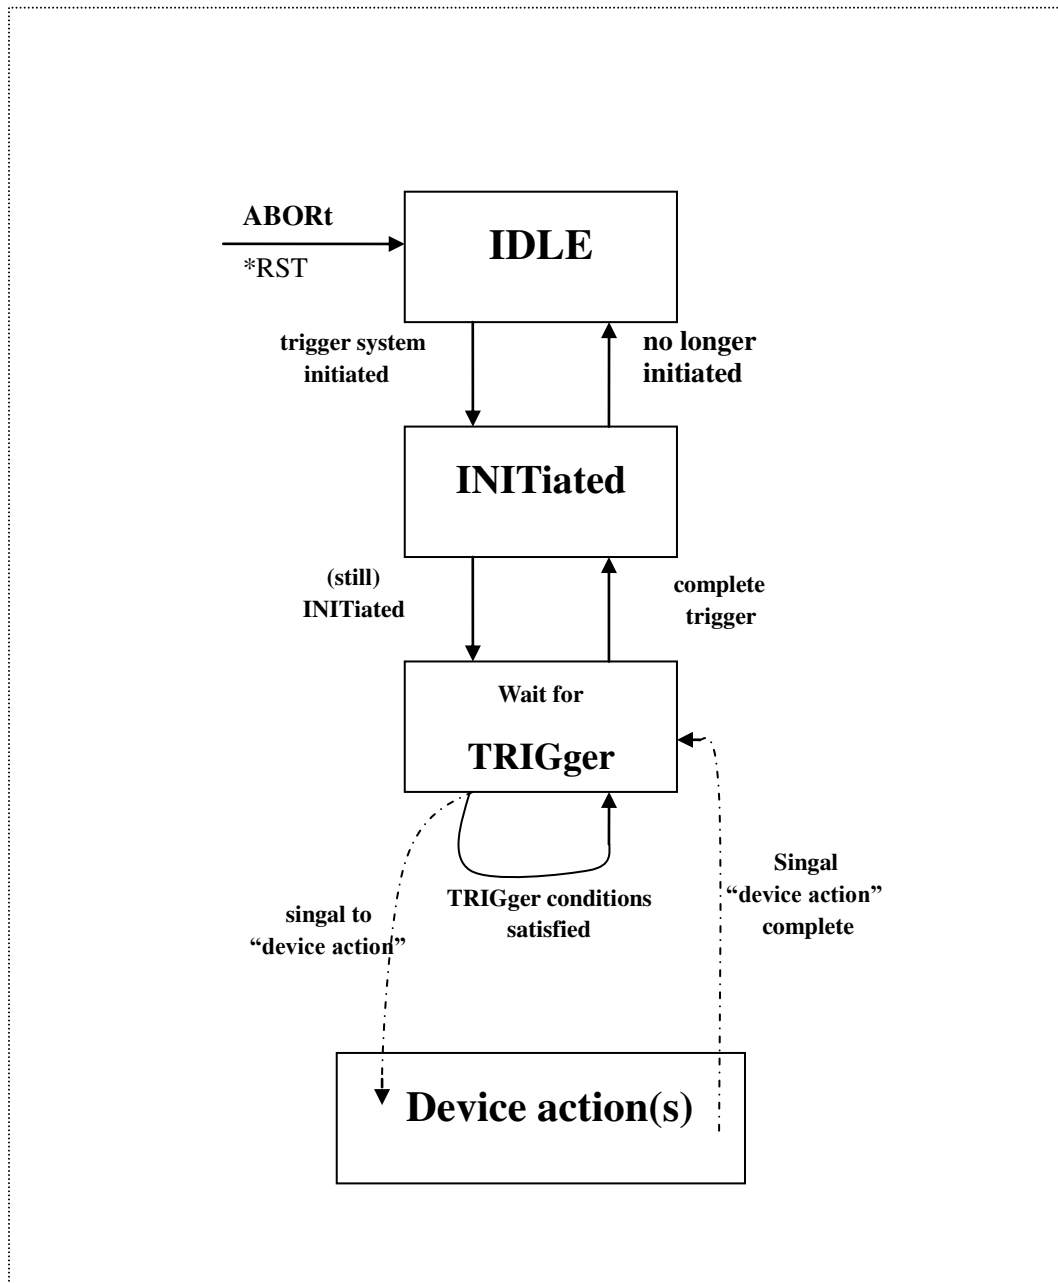 ABORt
*RST
IDLE
trigger system
initiated
no longer
initiated
INITiated
(still)
INITiated
complete
trigger
Wait for
TRIGger
TRIGger conditions
satisfied
singal to
“device action”
Singal
“device action”
complete
Device action(s)